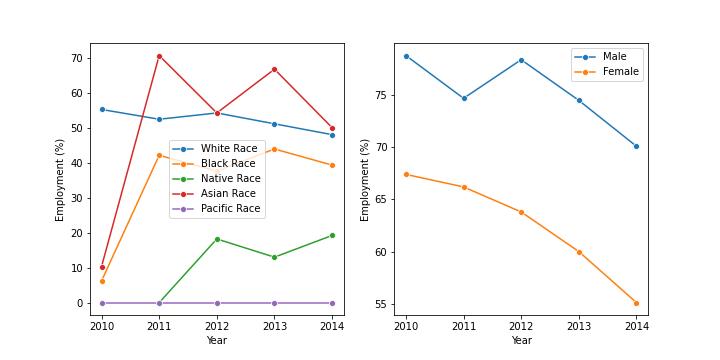 70
60
50
40
30
20
10
0
Employment (%)
2010
2011
2012
2013
2014
Year
White Race
Black Race
Native Race
Asian Race
Pacific Race
75
70
65
60
55
Employment (%)
2010
2011
2012
2013
2014
Year
Male
Female